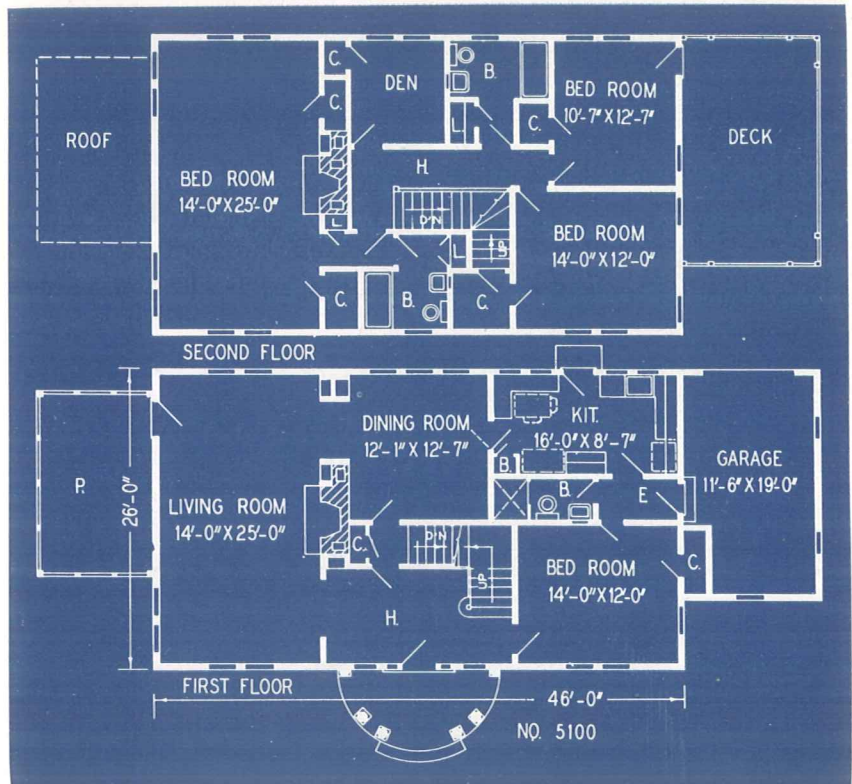 C.
DEN
B.
BED ROOM
10'-7" X 12'-7"
C.
ROOF
L.
C.
DECK
H.
BED ROOM
14'-0" X 25'-0"
D'N
L.
BED ROOM
14'-0" X 12'-0"
L.
UP
C.
B.
C.
SECOND FLOOR
DINING ROOM
12'-1" X 12'-7"
KIT.
16'-0" X 8'-7"
B.
GARAGE
11'-6" X 19'-0"
P.
26'-0"
LIVING ROOM
14'-0" X 25'-0"
B.
E
C.
D'N
UP
BED ROOM
14'-0" X 12'-0"
C.
H.
FIRST FLOOR
46'-0"
NO. 5100